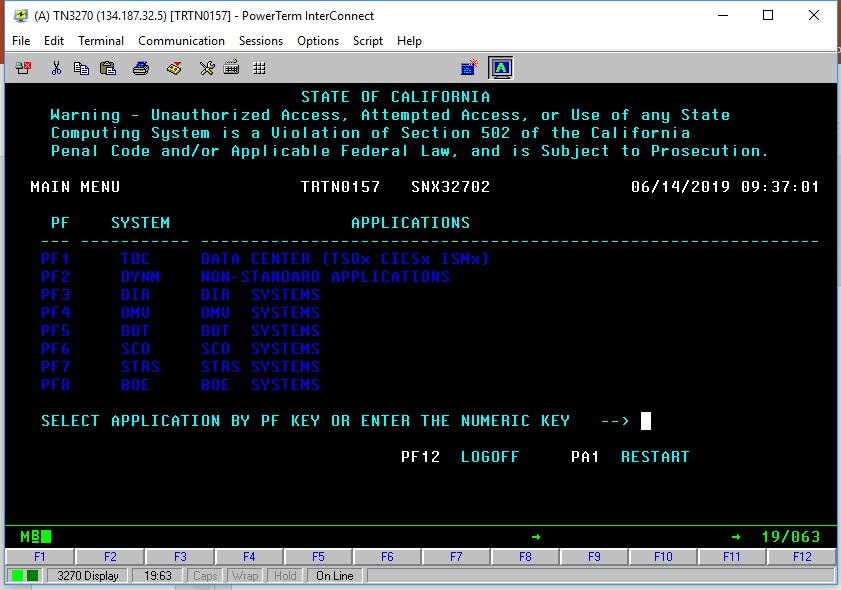 (A) TN3270 (134.187.32.5) [TRTN0157] - PowerTerm InterConnect
File Edit Terminal Communication Sessions Options Script Help
A
STATE OF CALIFORNIA
Warning - Unauthorized Access, Attempted Access, or Use of any State
Computing System is a Violation of Section 502 of the California
Penal Code and/or Applicable Federal Law, and is Subject to Prosecution.
MAIN MENU TRTN0157 SNX32702 06/14/2019 09:37:01
PF SYSTEM APPLICATIONS
--- ----------- --------------------------------------------------------------
PF1 TDC DATA CENTER (TSOx CICSx ISMx)
PF2 DYNM NON-STANDARD APPLICATIONS
PF3 DIR DIR SYSTEMS
PF4 DMV DMV SYSTEMS
PF5 DOT DOT SYSTEMS
PF6 SCO SCO SYSTEMS
PF7 STRS STRS SYSTEMS
PF8 BOE BOE SYSTEMS
SELECT APPLICATION BY PF KEY OR ENTER THE NUMERIC KEY -->
PF12 LOGOFF PA1 RESTART
MB → → 19/063
F1 F2 F3 F4 F5 F6 F7 F8 F9 F10 F11 F12
3270 Display 19:63 Caps Wrap Hold On Line